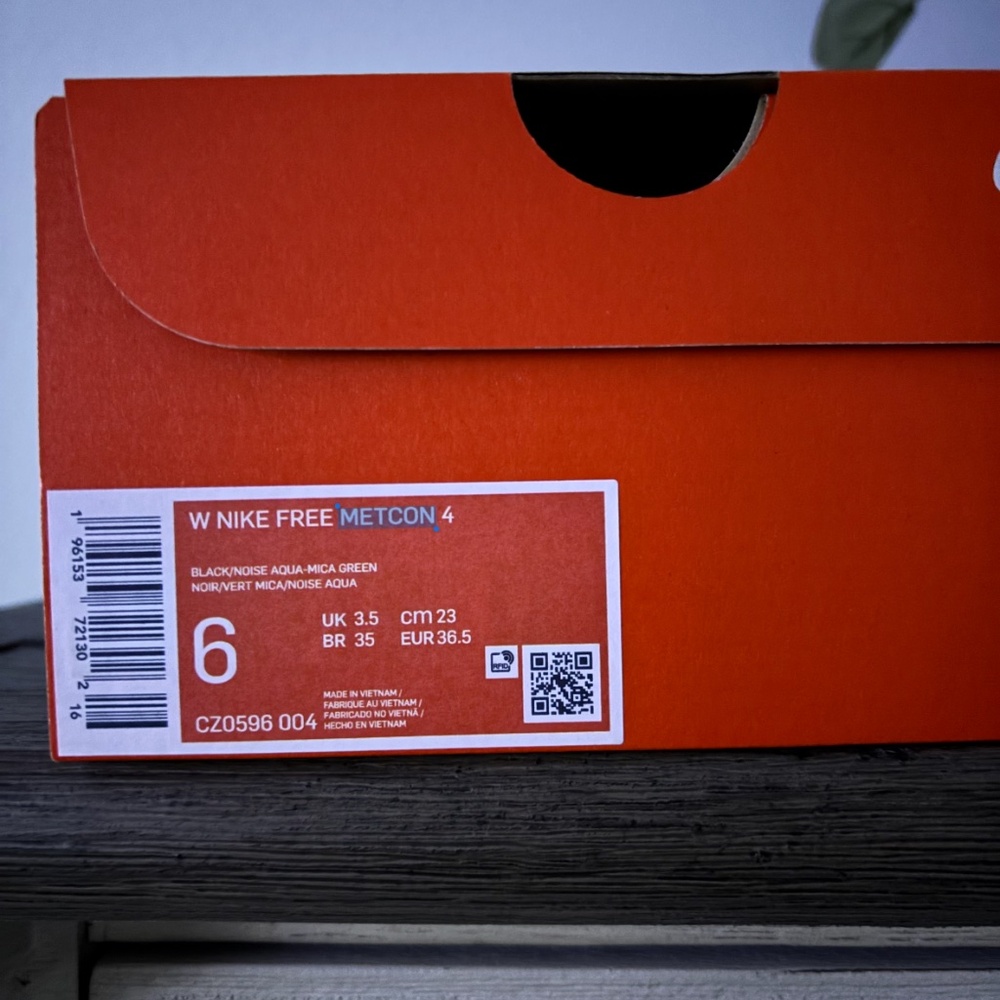 W NIKE FREE METCON 4
BLACK/NOISE AQUA-MICA GREEN
NOIR/VERT MICA/NOISE AQUA
6
UK 3.5 cm 23
BR 35 EUR 36.5
RFID
MADE IN VIETNAM /
FABRIQUE AU VIETNAM /
FABRICADO NO VIETNÃ /
HECHO EN VIETNAM
CZ0596 004
1 96153 72130 2 16